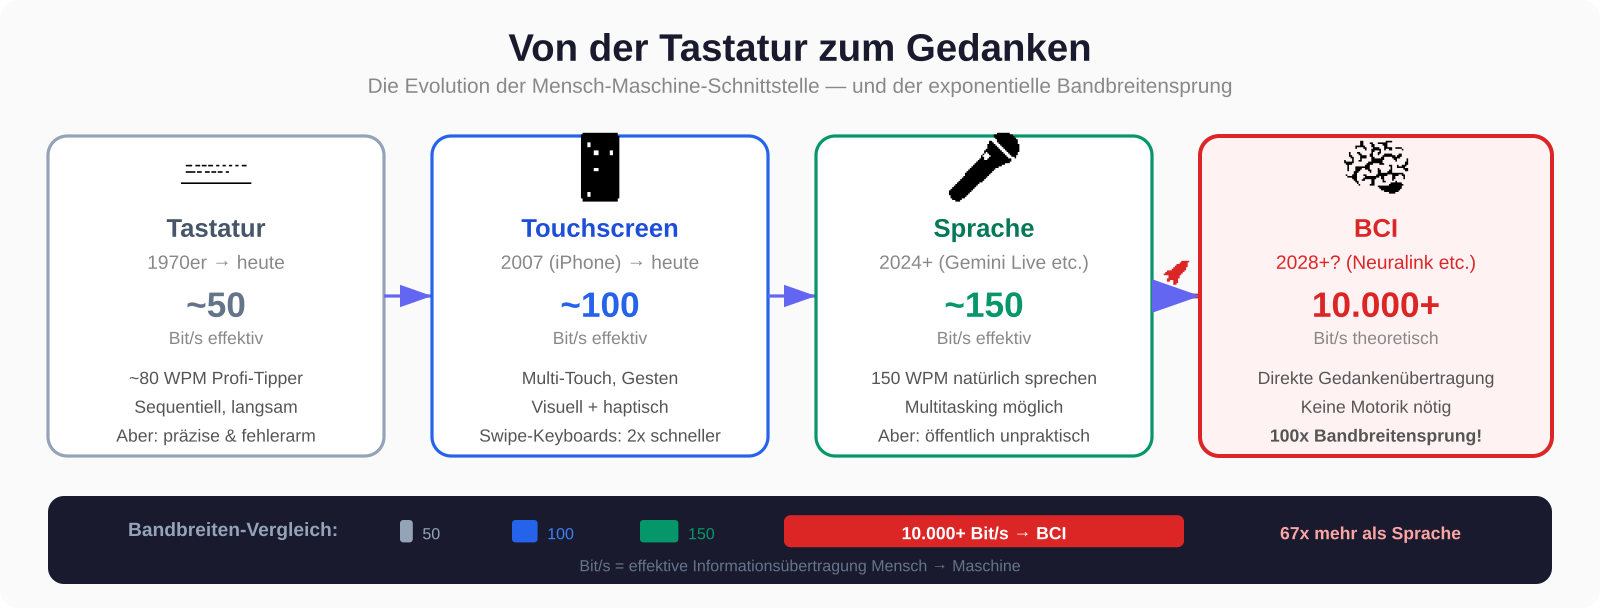 Von der Tastatur zum Gedanken
Die Evolution der Mensch-Maschine-Schnittstelle — und der exponentielle Bandbreitensprung
Tastatur
1970er → heute
~50
Bit/s effektiv
~80 WPM Profi-Tipper
Sequentiell, langsam
Aber: präzise & fehlerarm
Touchscreen
2007 (iPhone) → heute
~100
Bit/s effektiv
Multi-Touch, Gesten
Visuell + haptisch
Swipe-Keyboards: 2x schneller
Sprache
2024+ (Gemini Live etc.)
~150
Bit/s effektiv
150 WPM natürlich sprechen
Multitasking möglich
Aber: öffentlich unpraktisch
BCI
2028+? (Neuralink etc.)
10.000+
Bit/s theoretisch
Direkte Gedankenübertragung
Keine Motorik nötig
100x Bandbreitensprung!
Bandbreiten-Vergleich:
50
100
150
10.000+ Bit/s → BCI
67x mehr als Sprache
Bit/s = effektive Informationsübertragung Mensch → Maschine